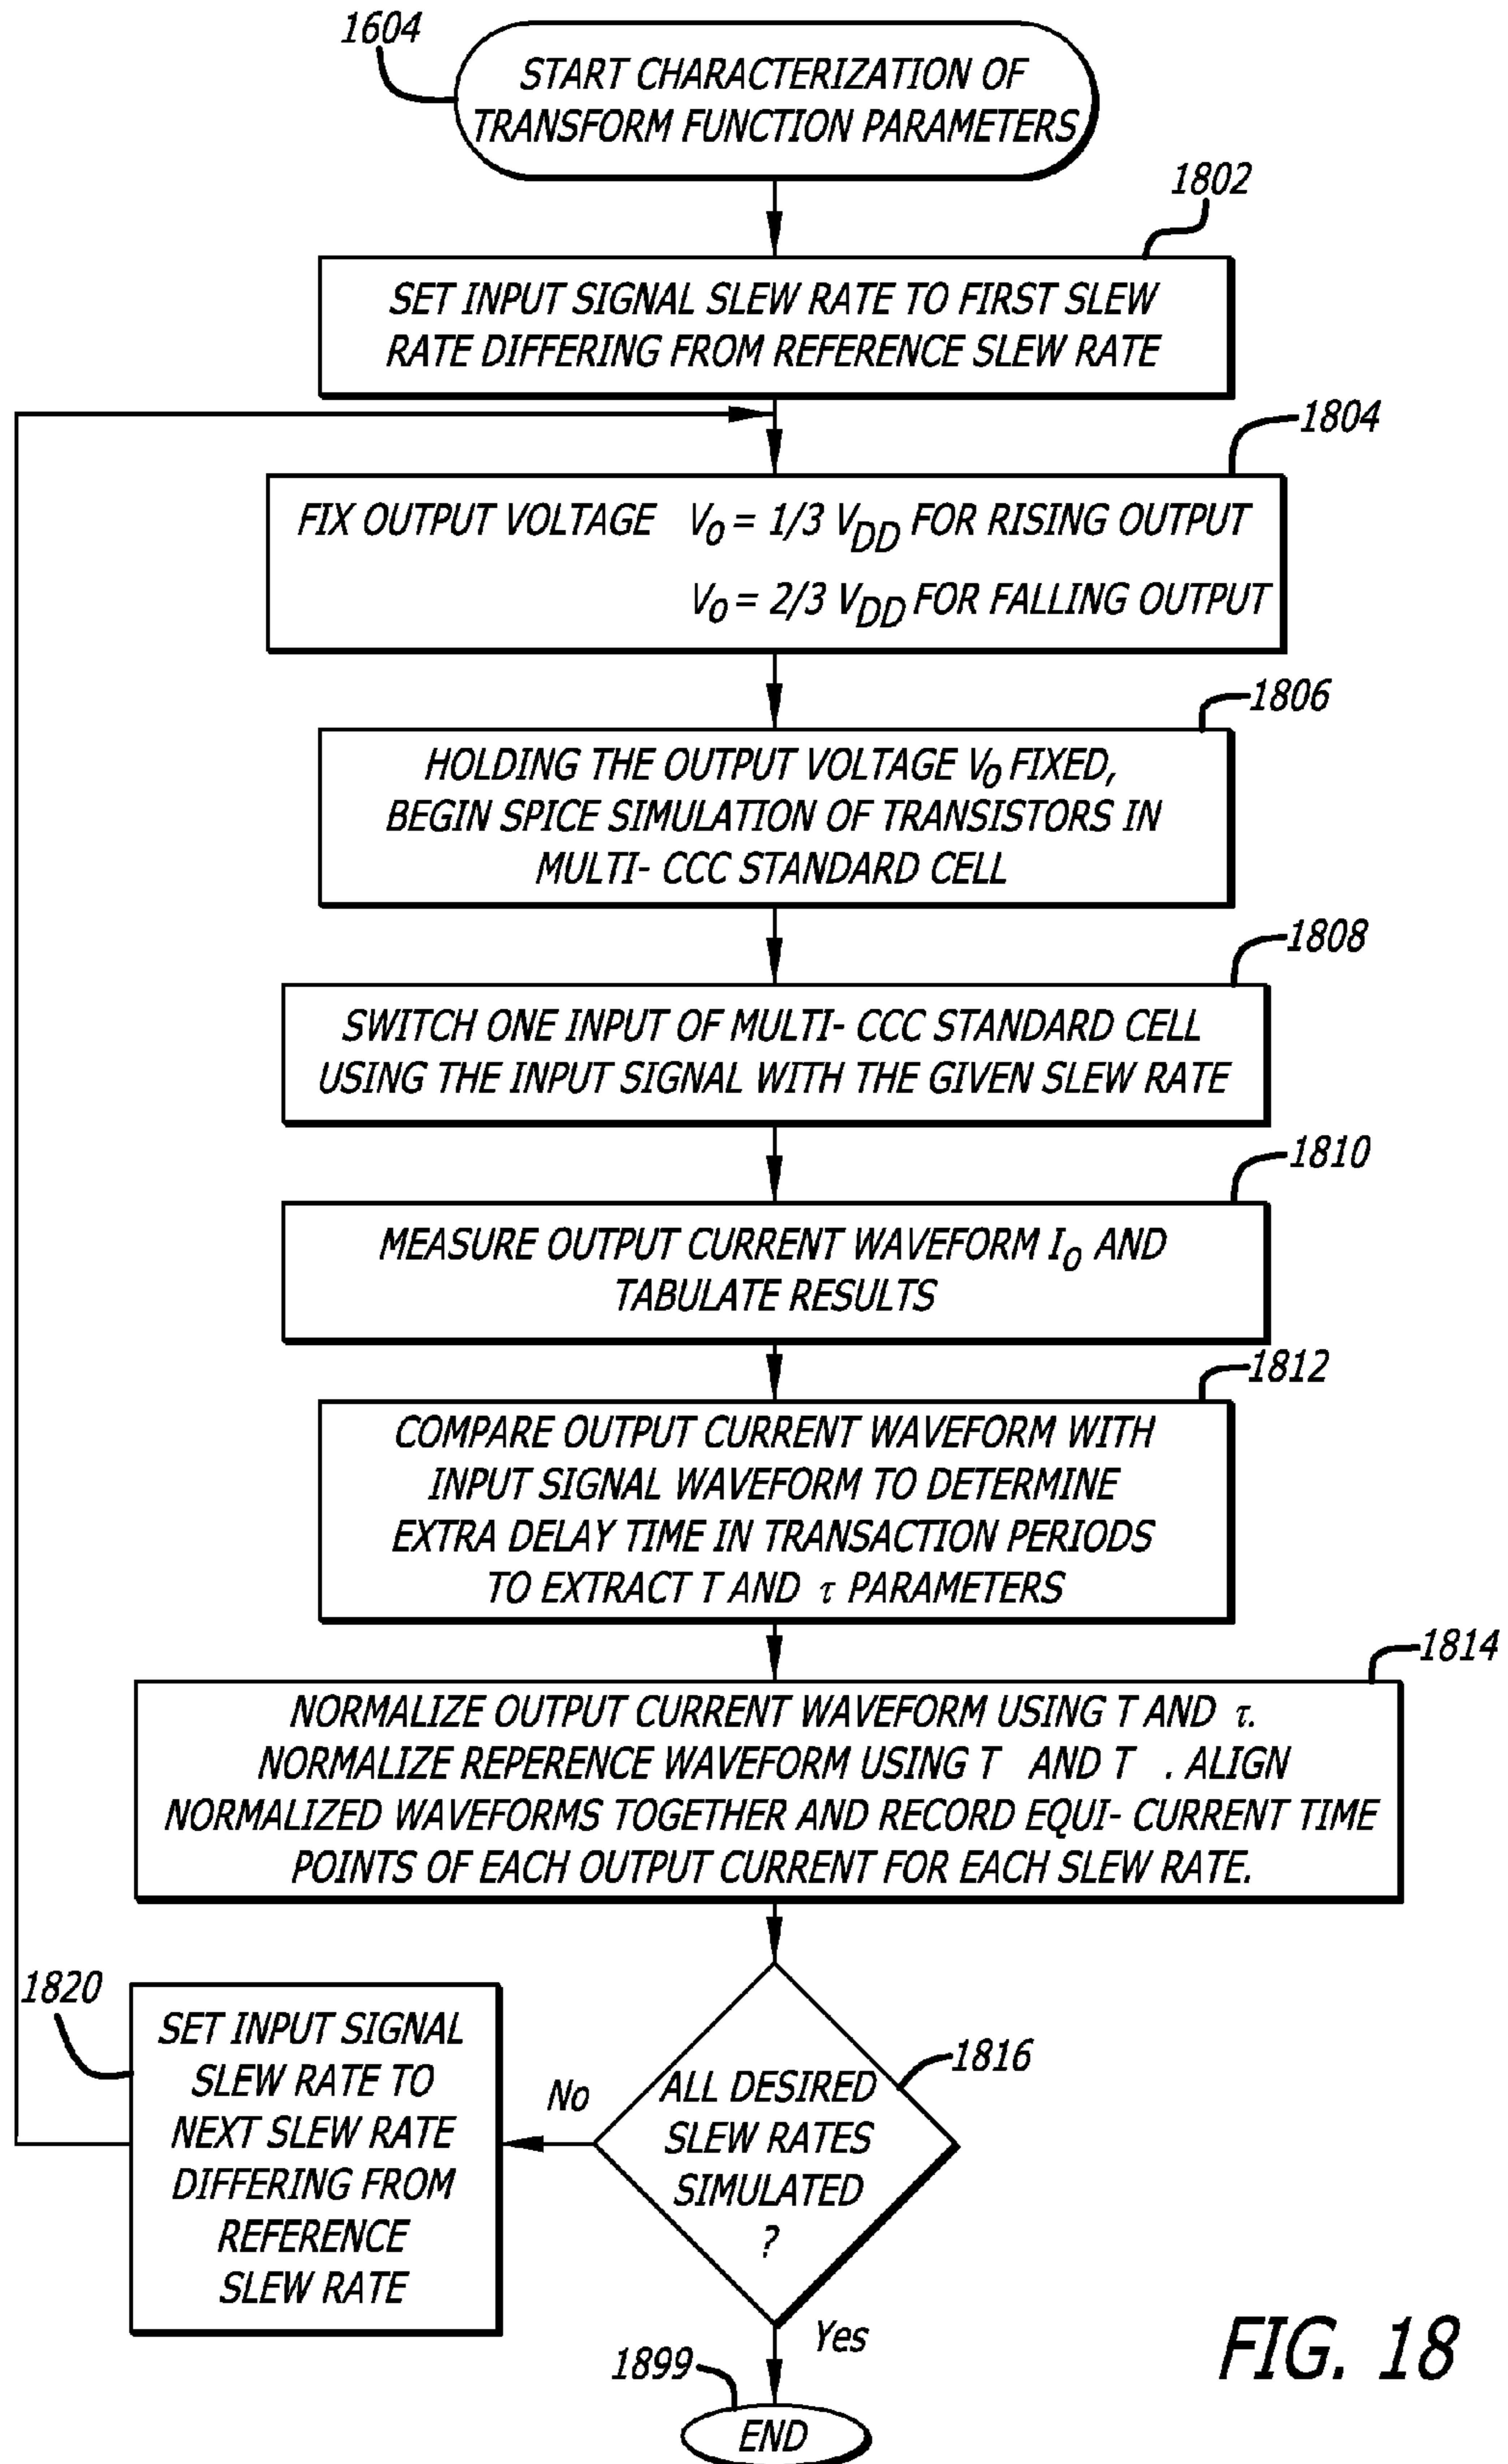 1604
START CHARACTERIZATION OF
TRANSFORM FUNCTION PARAMETERS
1802
SET INPUT SIGNAL SLEW RATE TO FIRST SLEW
RATE DIFFERING FROM REFERENCE SLEW RATE
1804
FIX OUTPUT VOLTAGE V_O = 1/3 V_DD FOR RISING OUTPUT
V_O = 2/3 V_DD FOR FALLING OUTPUT
1806
HOLDING THE OUTPUT VOLTAGE V_O FIXED,
BEGIN SPICE SIMULATION OF TRANSISTORS IN
MULTI- CCC STANDARD CELL
1808
SWITCH ONE INPUT OF MULTI- CCC STANDARD CELL
USING THE INPUT SIGNAL WITH THE GIVEN SLEW RATE
1810
MEASURE OUTPUT CURRENT WAVEFORM I_O AND
TABULATE RESULTS
1812
COMPARE OUTPUT CURRENT WAVEFORM WITH
INPUT SIGNAL WAVEFORM TO DETERMINE
EXTRA DELAY TIME IN TRANSACTION PERIODS
TO EXTRACT T AND τ PARAMETERS
1814
NORMALIZE OUTPUT CURRENT WAVEFORM USING T AND τ.
NORMALIZE REPERENCE WAVEFORM USING T AND T . ALIGN
NORMALIZED WAVEFORMS TOGETHER AND RECORD EQUI- CURRENT TIME
POINTS OF EACH OUTPUT CURRENT FOR EACH SLEW RATE.
1816
ALL DESIRED
SLEW RATES
SIMULATED
?
No
1820
SET INPUT SIGNAL
SLEW RATE TO
NEXT SLEW RATE
DIFFERING FROM
REFERENCE
SLEW RATE
Yes
1899
END
FIG. 18